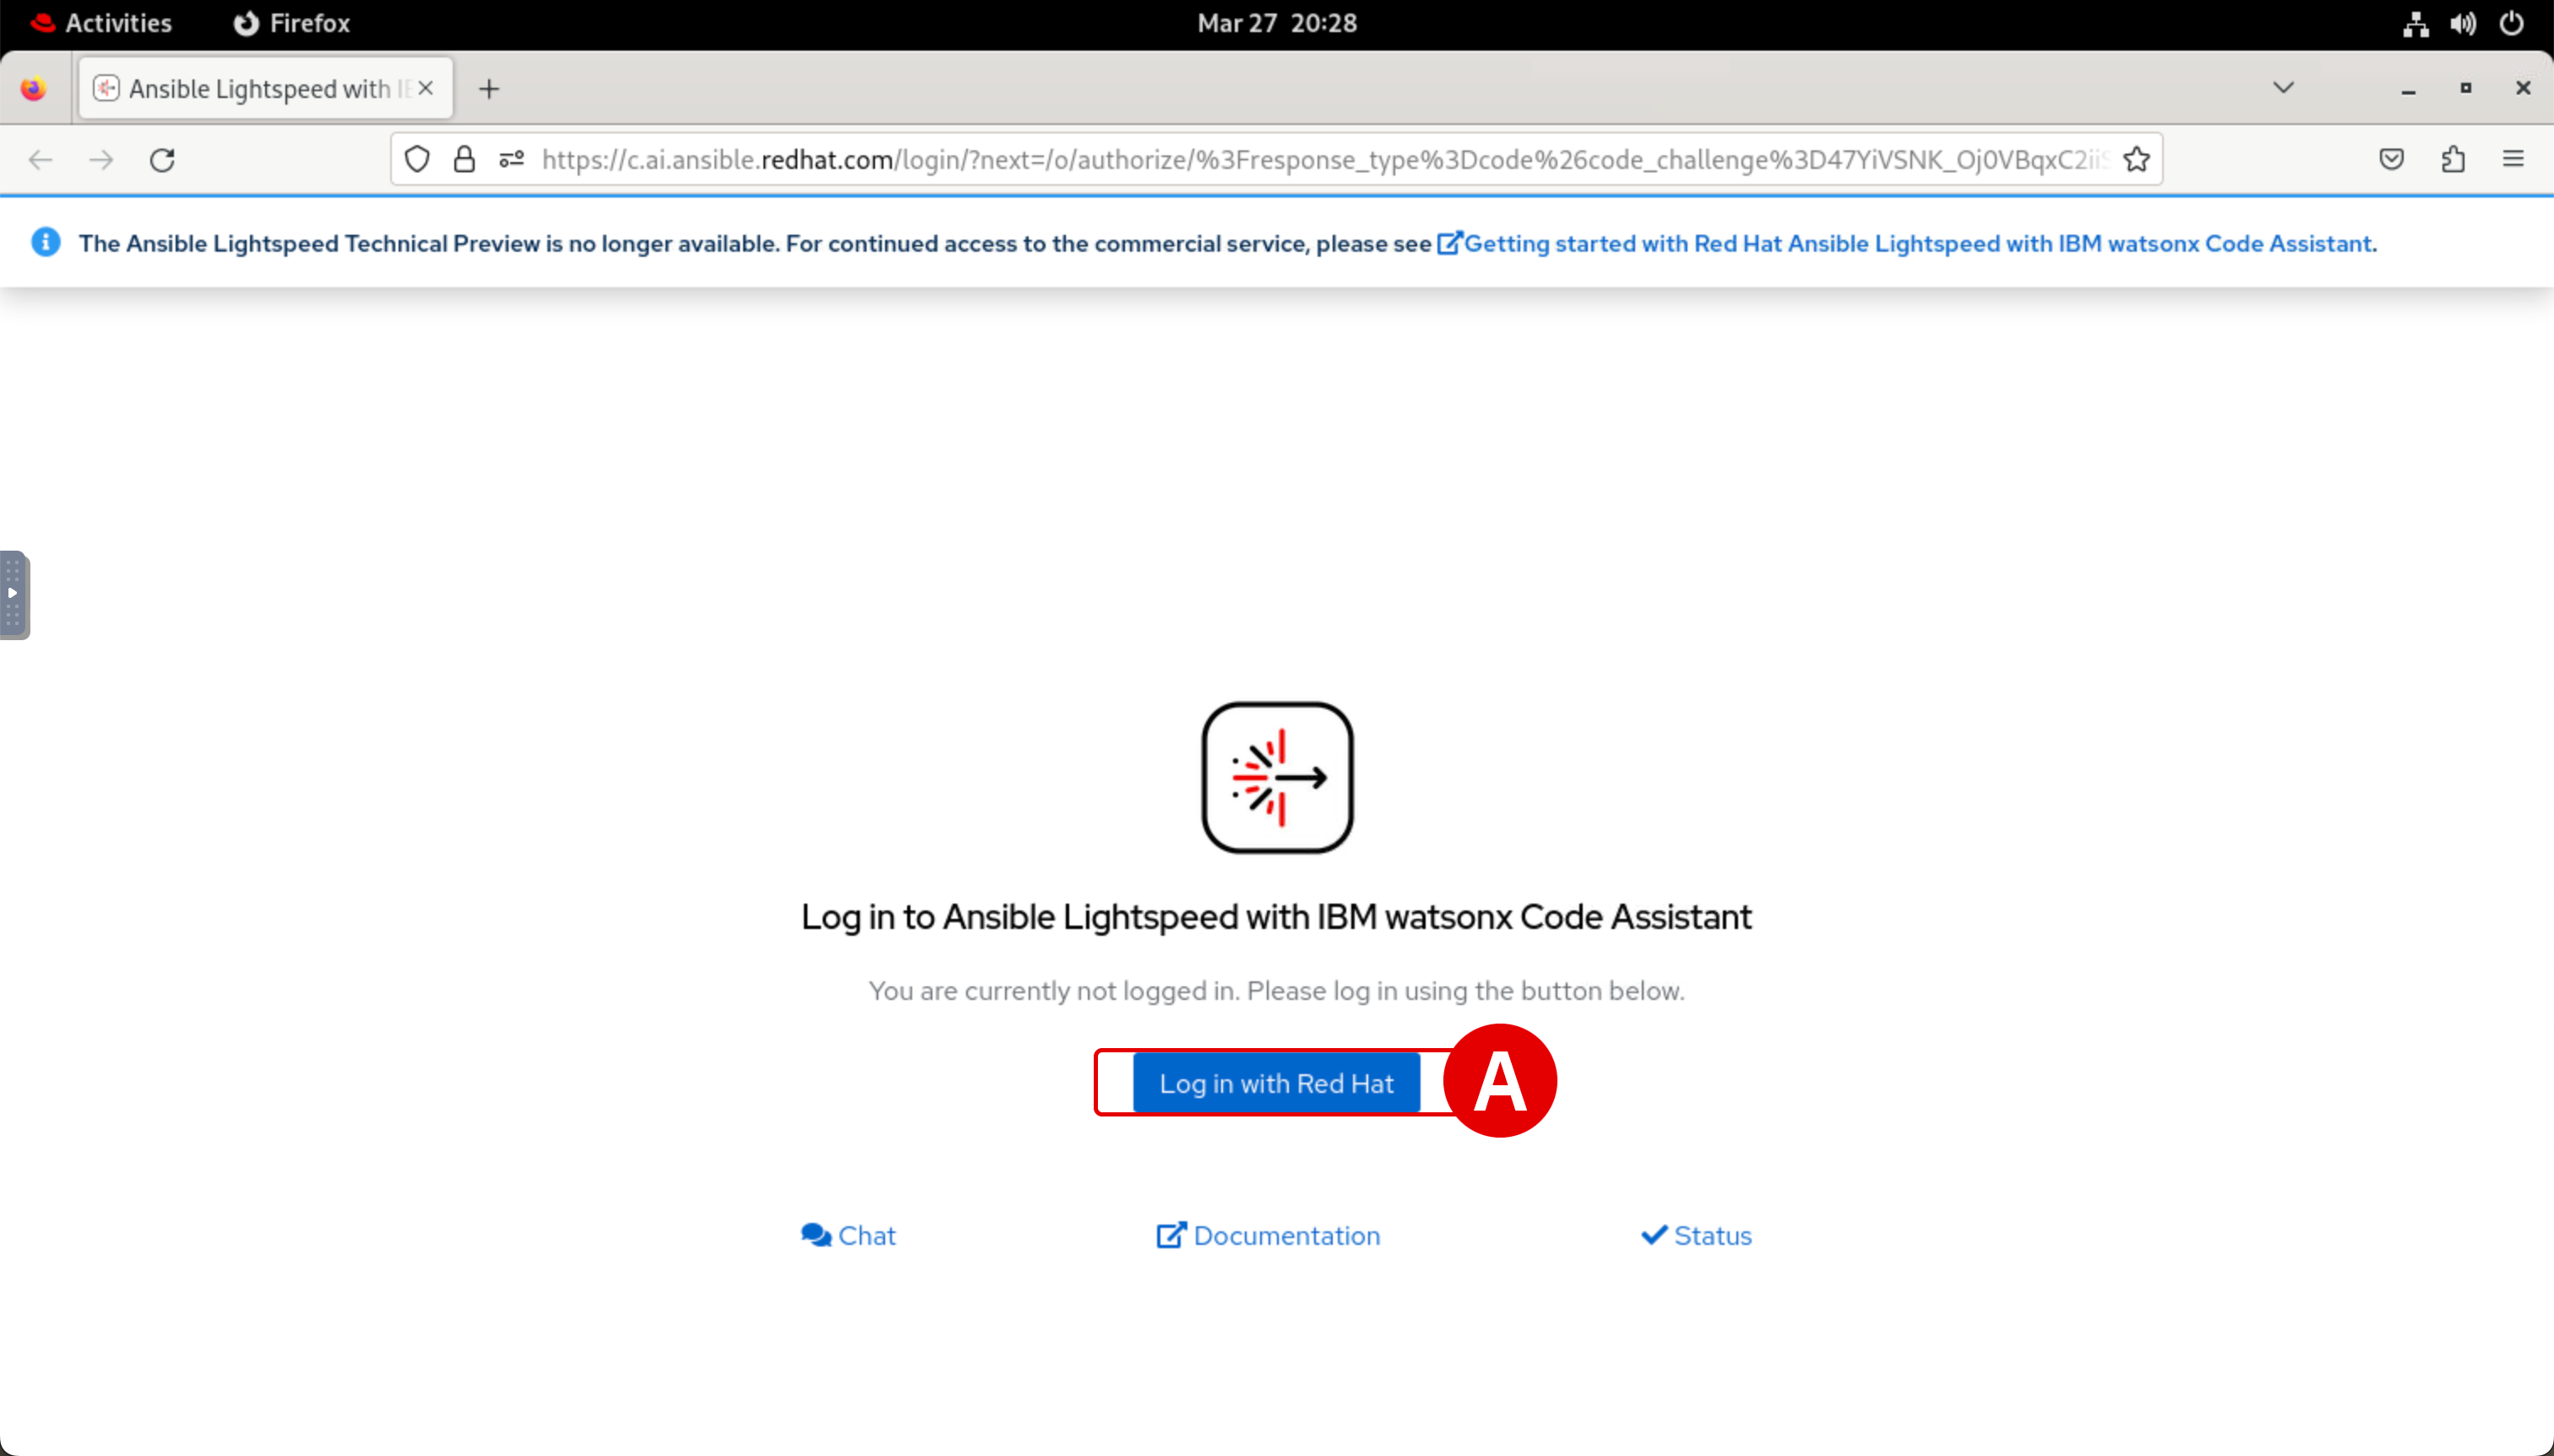 Activities Firefox Mar 27 20:28
Ansible Lightspeed with
https://c.ai.ansible.redhat.com/login/?next=/o/authorize/%3Fresponse_type%3Dcode%26code_challenge%3D47YiVSNK_Oj0VBqxC2ii
The Ansible Lightspeed Technical Preview is no longer available. For continued access to the commercial service, please see Getting started with Red Hat Ansible Lightspeed with IBM watsonx Code Assistant.
Log in to Ansible Lightspeed with IBM watsonx Code Assistant
You are currently not logged in. Please log in using the button below.
Log in with Red Hat A
Chat Documentation Status